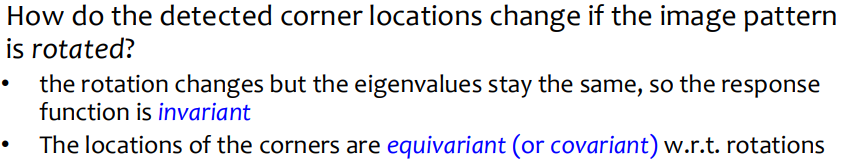 How do the detected corner locations change if the image pattern
is rotated?
• the rotation changes but the eigenvalues stay the same, so the response
function is invariant
• The locations of the corners are equivariant (or covariant) w.r.t. rotations